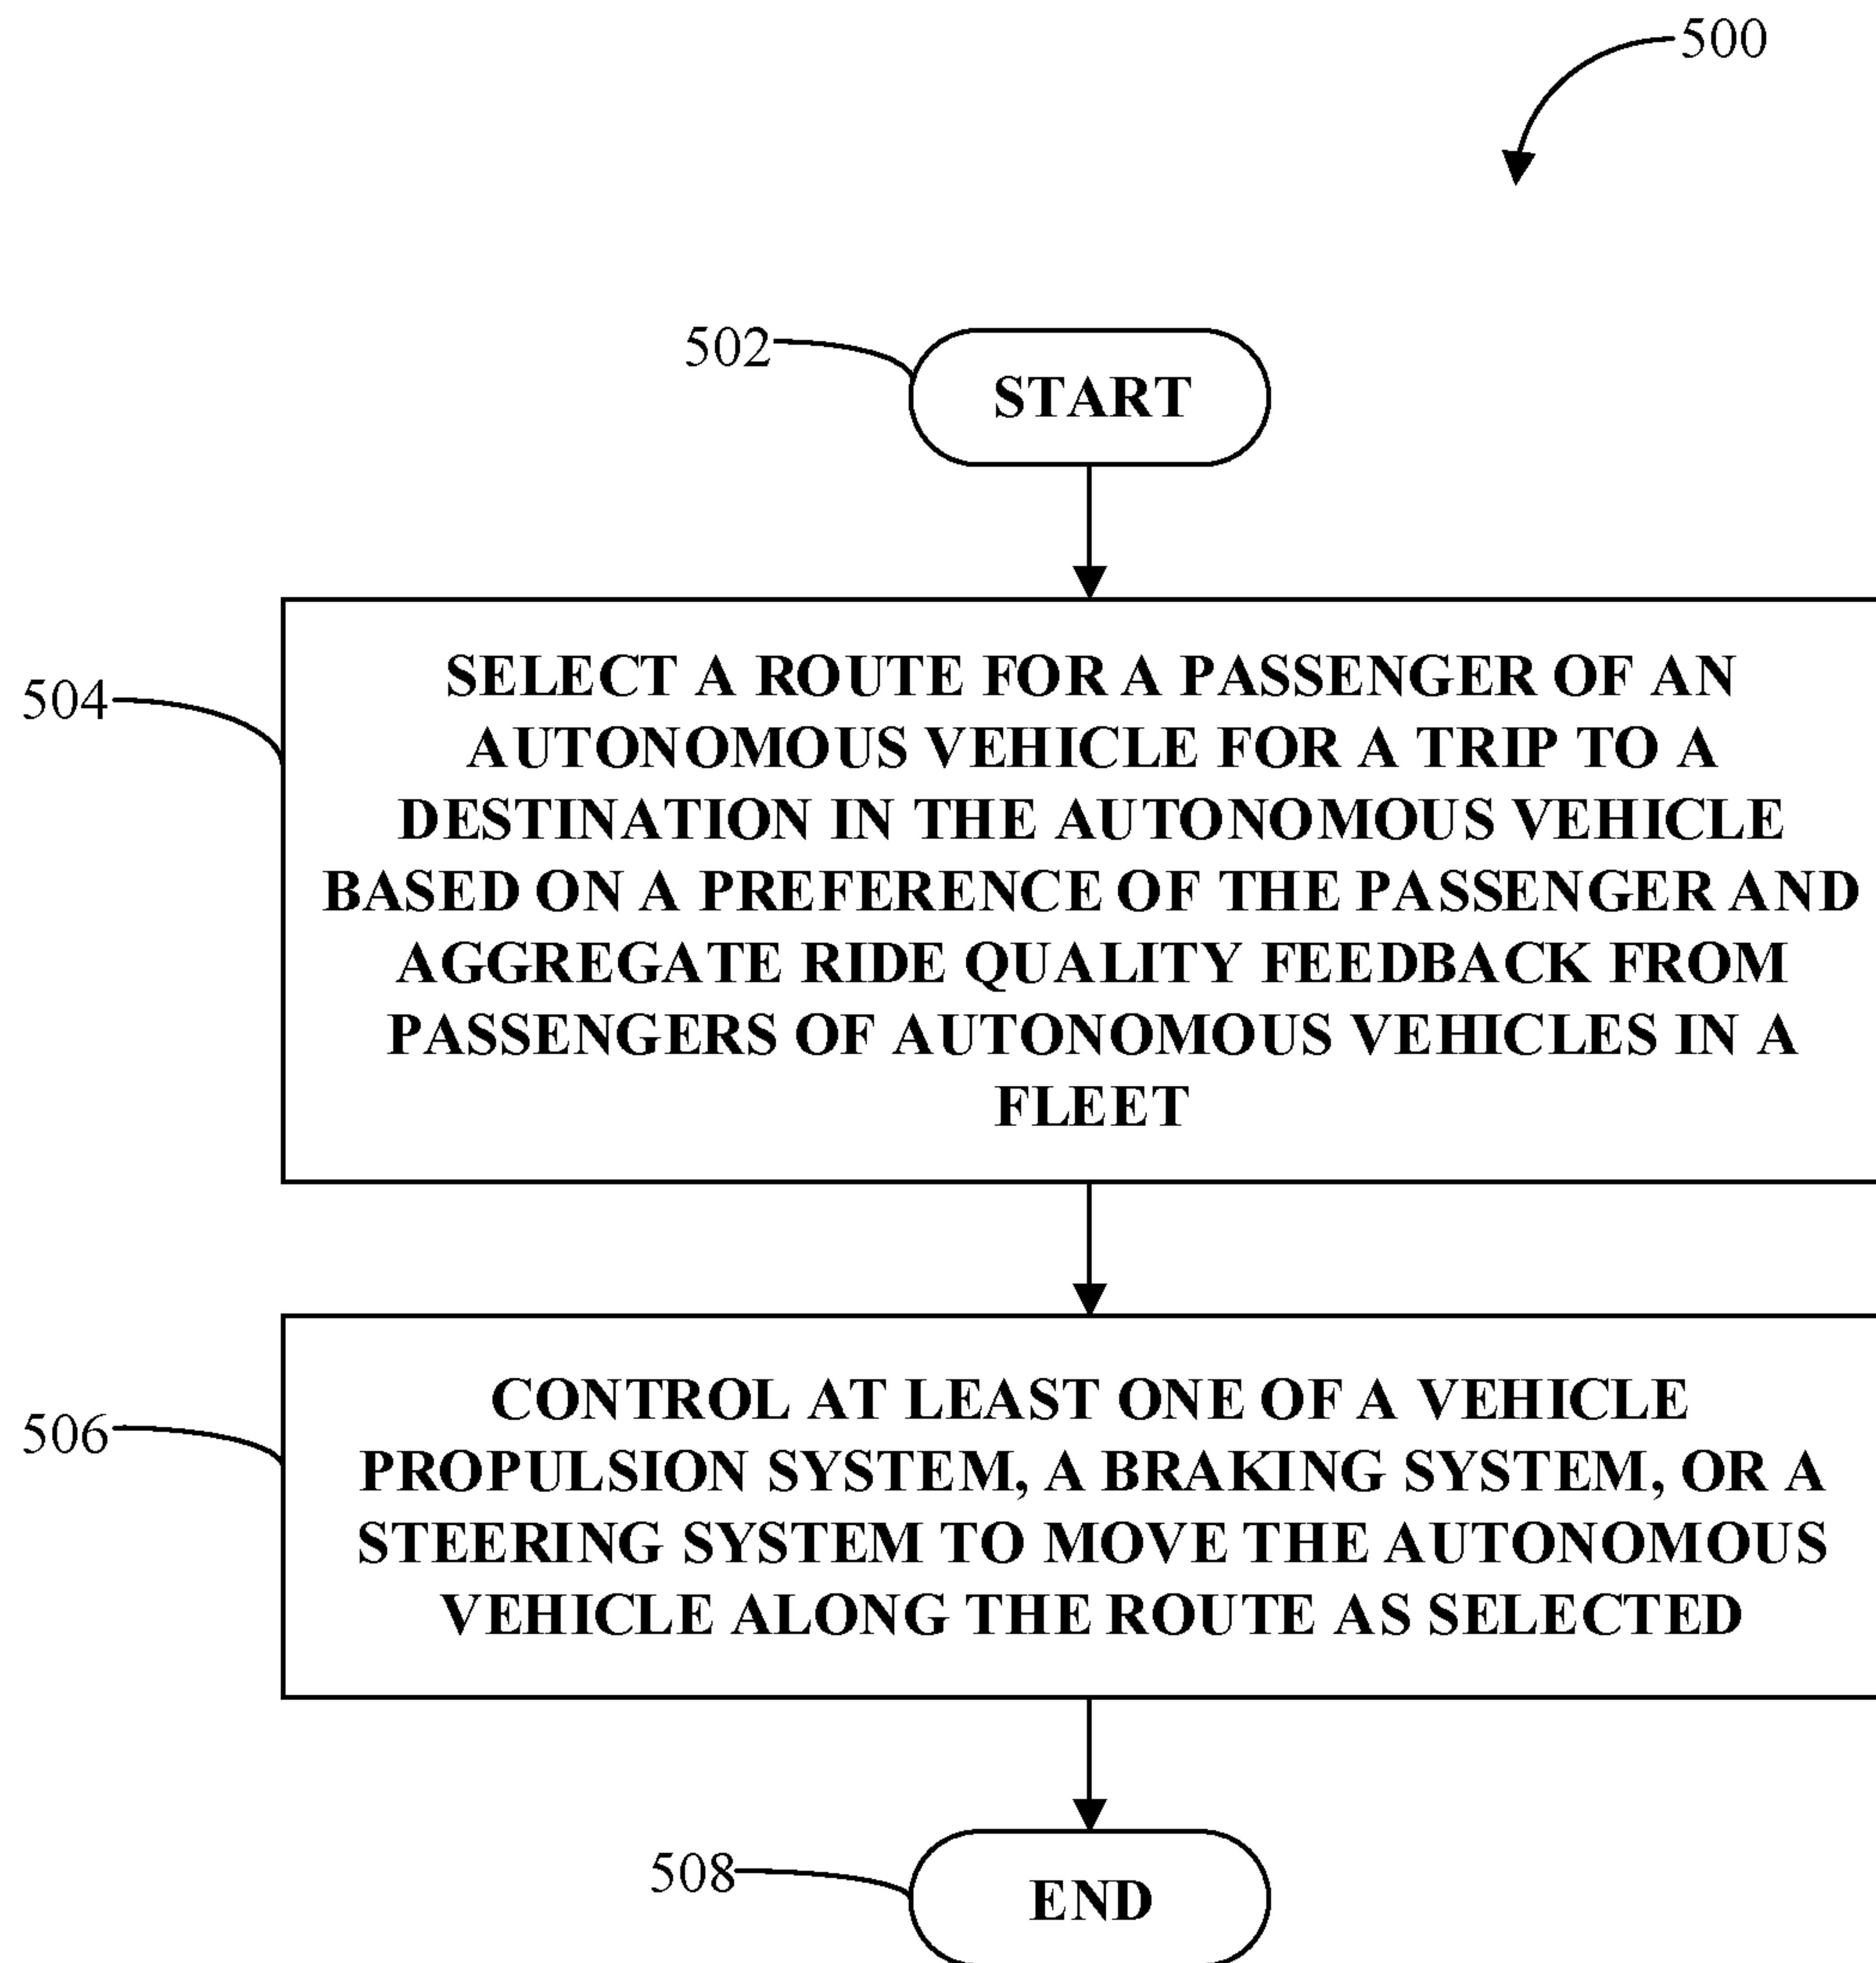 500
502
START
504
SELECT A ROUTE FOR A PASSENGER OF AN
AUTONOMOUS VEHICLE FOR A TRIP TO A
DESTINATION IN THE AUTONOMOUS VEHICLE
BASED ON A PREFERENCE OF THE PASSENGER AND
AGGREGATE RIDE QUALITY FEEDBACK FROM
PASSENGERS OF AUTONOMOUS VEHICLES IN A
FLEET
506
CONTROL AT LEAST ONE OF A VEHICLE
PROPULSION SYSTEM, A BRAKING SYSTEM, OR A
STEERING SYSTEM TO MOVE THE AUTONOMOUS
VEHICLE ALONG THE ROUTE AS SELECTED
508
END